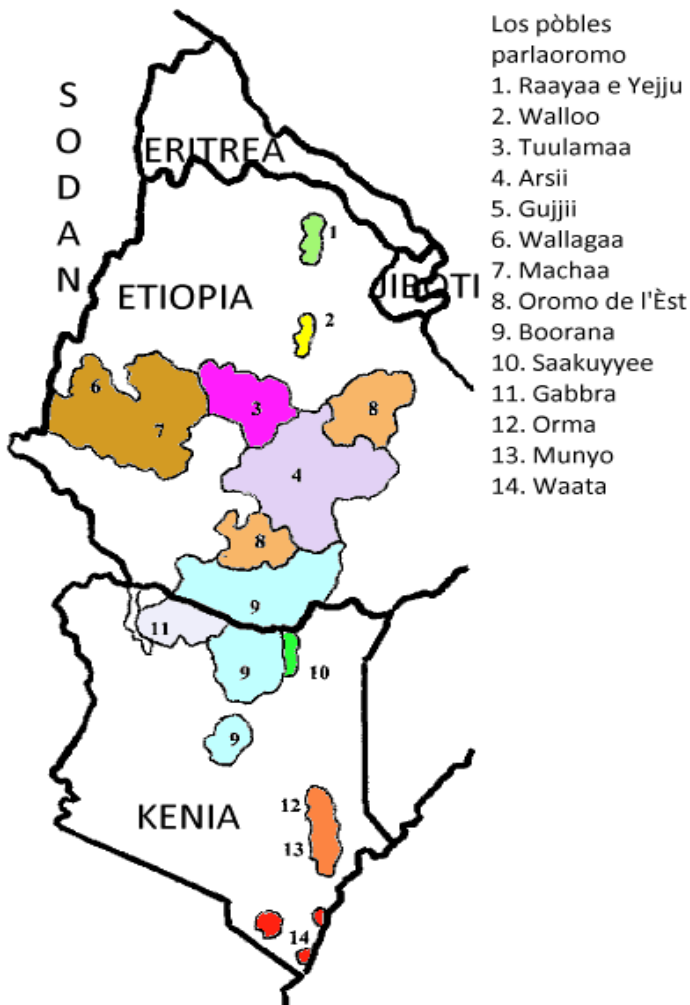 Los pòbles
parlaoromo
1. Raayaa e Yejju
2. Walloo
3. Tuulamaa
4. Arsii
5. Gujjii
6. Wallagaa
7. Machaa
8. Oromo de l'Èst
9. Boorana
10. Saakuyyee
11. Gabbra
12. Orma
13. Munyo
14. Waata
SODAN
ERITREA
1
ETIOPIA
JIBOTI
2
6
3
8
7
4
8
9
11
9
10
9
12
KENIA
13
14